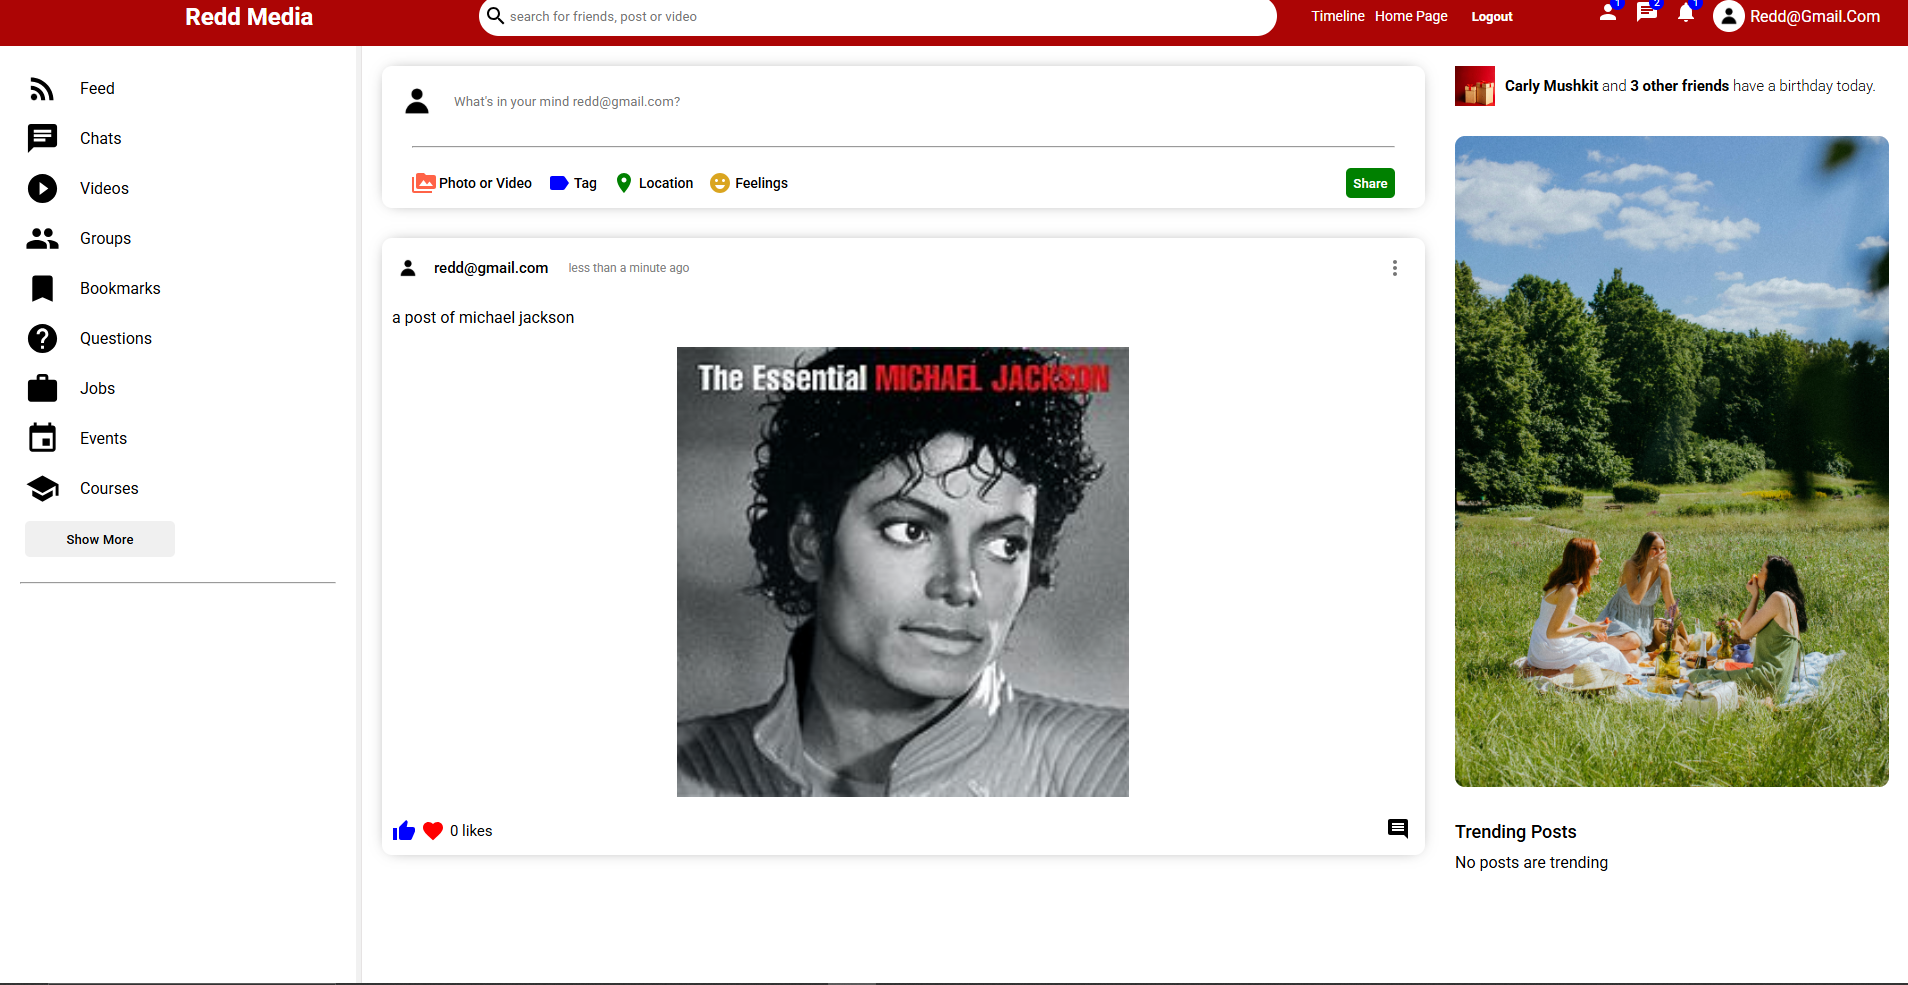 Redd Media
search for friends, post or video
Timeline Home Page Logout
1
2
1
Redd@Gmail.Com
Feed
Chats
Videos
Groups
Bookmarks
Questions
Jobs
Events
Courses
Show More
What's in your mind redd@gmail.com?
Photo or Video Tag Location Feelings Share
redd@gmail.com less than a minute ago
a post of michael jackson
The Essential MICHAEL JACKSON
0 likes
Carly Mushkit and 3 other friends have a birthday today.
Trending Posts
No posts are trending